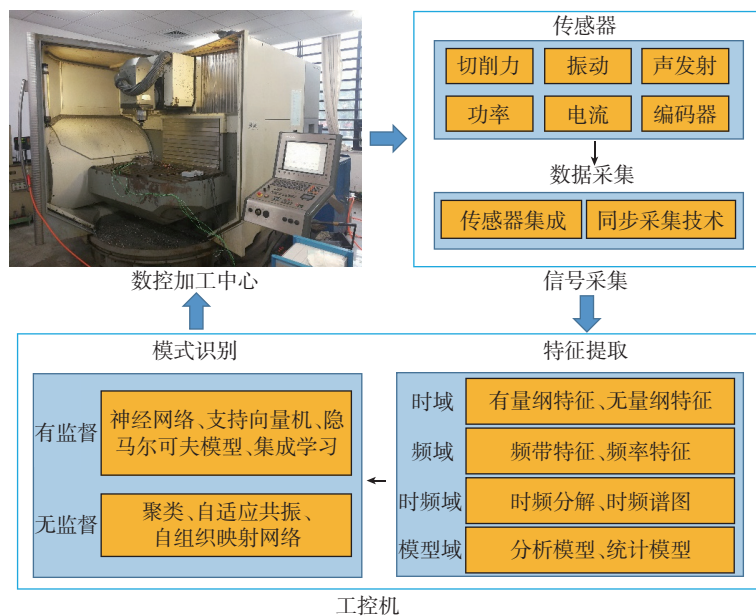 传感器
切削力
振动
声发射
功率
电流
编码器
数据采集
传感器集成
同步采集技术
信号采集
数控加工中心
模式识别
有监督
神经网络、支持向量机、隐
马尔可夫模型、集成学习
无监督
聚类、自适应共振、
自组织映射网络
特征提取
时域
有量纲特征、无量纲特征
频域
频带特征、频率特征
时频域
时频分解、时频谱图
模型域
分析模型、统计模型
工控机